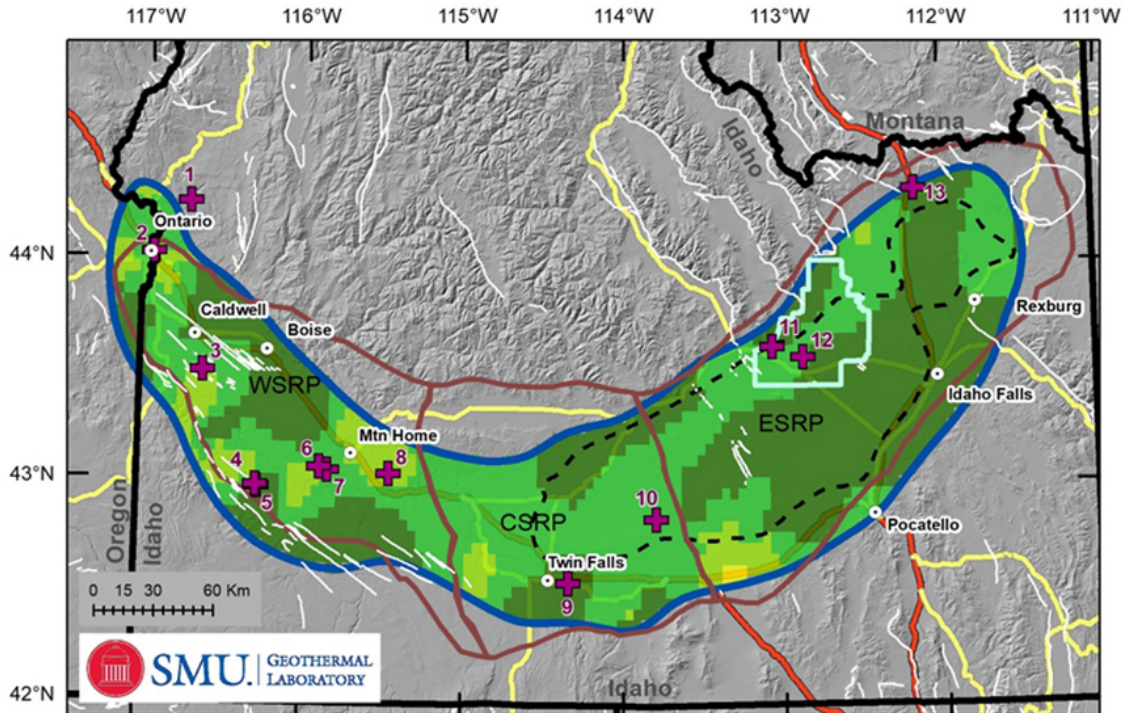 117°W 116°W 115°W 114°W 113°W 112°W 111°W
Montana
Idaho
1
13
Ontario
2
44°N
Rexburg
Caldwell
Boise
11
12
3
WSRP
Idaho Falls
ESRP
Mtn Home
6
8
4
7
43°N
5
10
CSRP
Pocatello
Oregon
Idaho
Twin Falls
0 30 60 Km
9
SMU. GEOTHERMAL
LABORATORY
42°N
Idaho